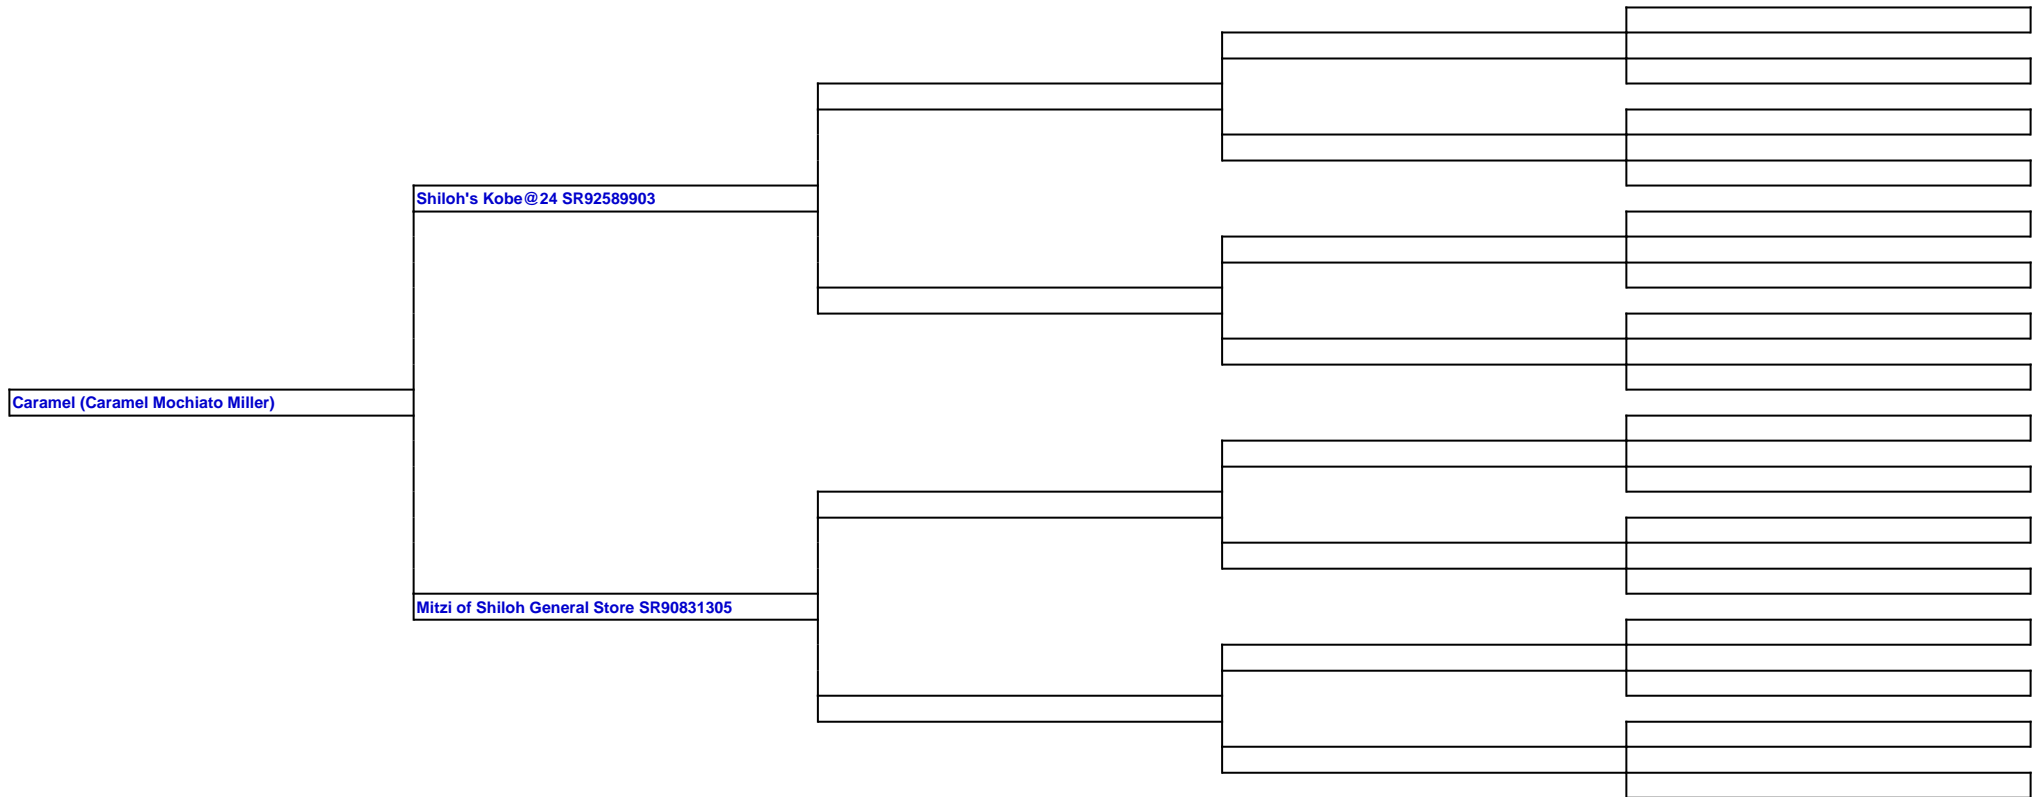 Shiloh's Kobe@24 SR92589903
Caramel (Caramel Mochiato Miller)
Mitzi of Shiloh General Store SR90831305